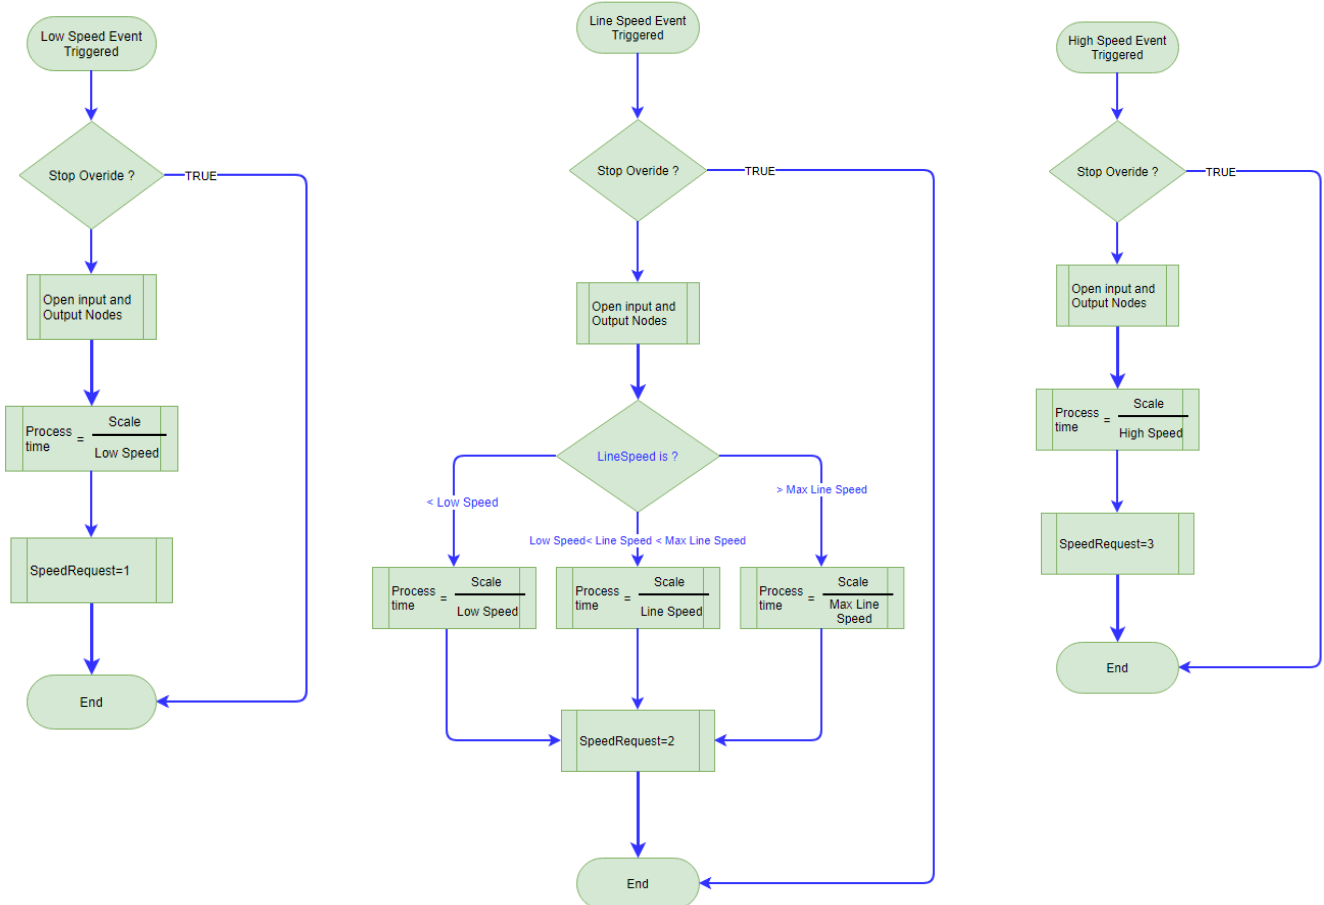 Low Speed Event
Triggered
Stop Overide ?
TRUE
Open input and
Output Nodes
Process
time
=
Scale
Low Speed
SpeedRequest=1
End
Line Speed Event
Triggered
Stop Overide ?
TRUE
Open input and
Output Nodes
LineSpeed is ?
< Low Speed
Low Speed< Line Speed < Max Line Speed
> Max Line Speed
Process
time
=
Scale
Low Speed
Process
time
=
Scale
Line Speed
Process
time
=
Scale
Max Line
Speed
SpeedRequest=2
End
High Speed Event
Triggered
Stop Overide ?
TRUE
Open input and
Output Nodes
Process
time
=
Scale
High Speed
SpeedRequest=3
End